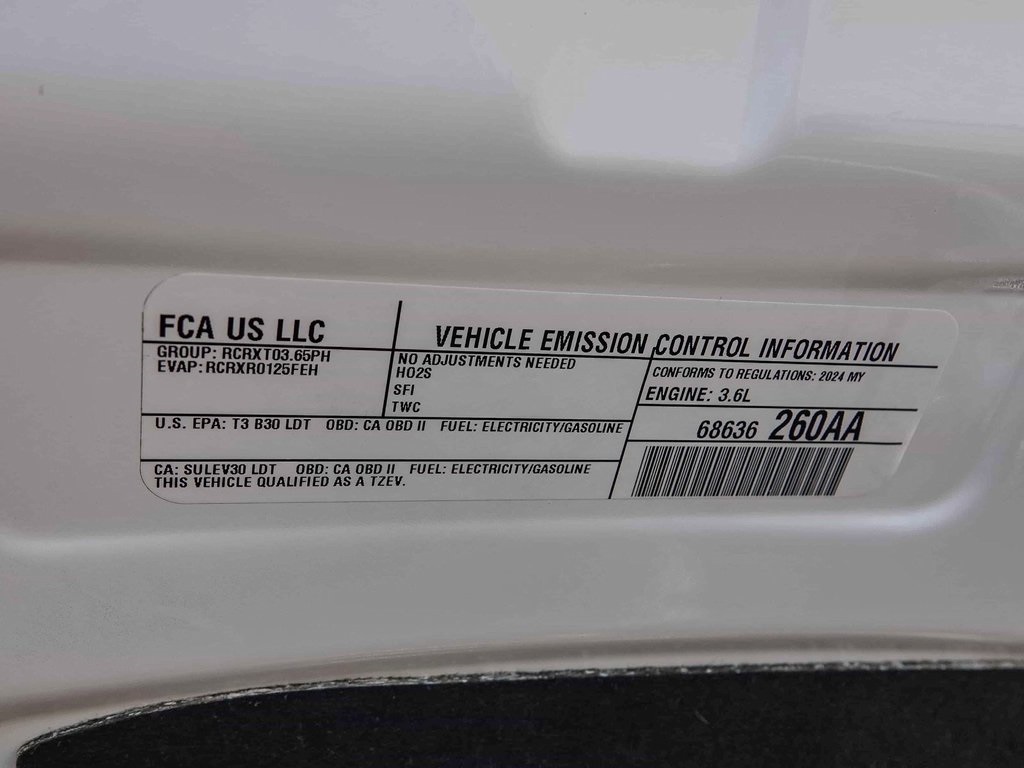 FCA US LLC
VEHICLE EMISSION CONTROL INFORMATION
GROUP: RCRXT03.65PH
EVAP: RCRXR0125FEH
NO ADJUSTMENTS NEEDED
HO2S
SFI
TWC
CONFORMS TO REGULATIONS: 2024 MY
ENGINE: 3.6L
U.S. EPA: T3 B30 LDT OBD: CA OBD II FUEL: ELECTRICITY/GASOLINE
68636 260AA
CA: SULEV30 LDT OBD: CA OBD II FUEL: ELECTRICITY/GASOLINE
THIS VEHICLE QUALIFIED AS A TZEV.